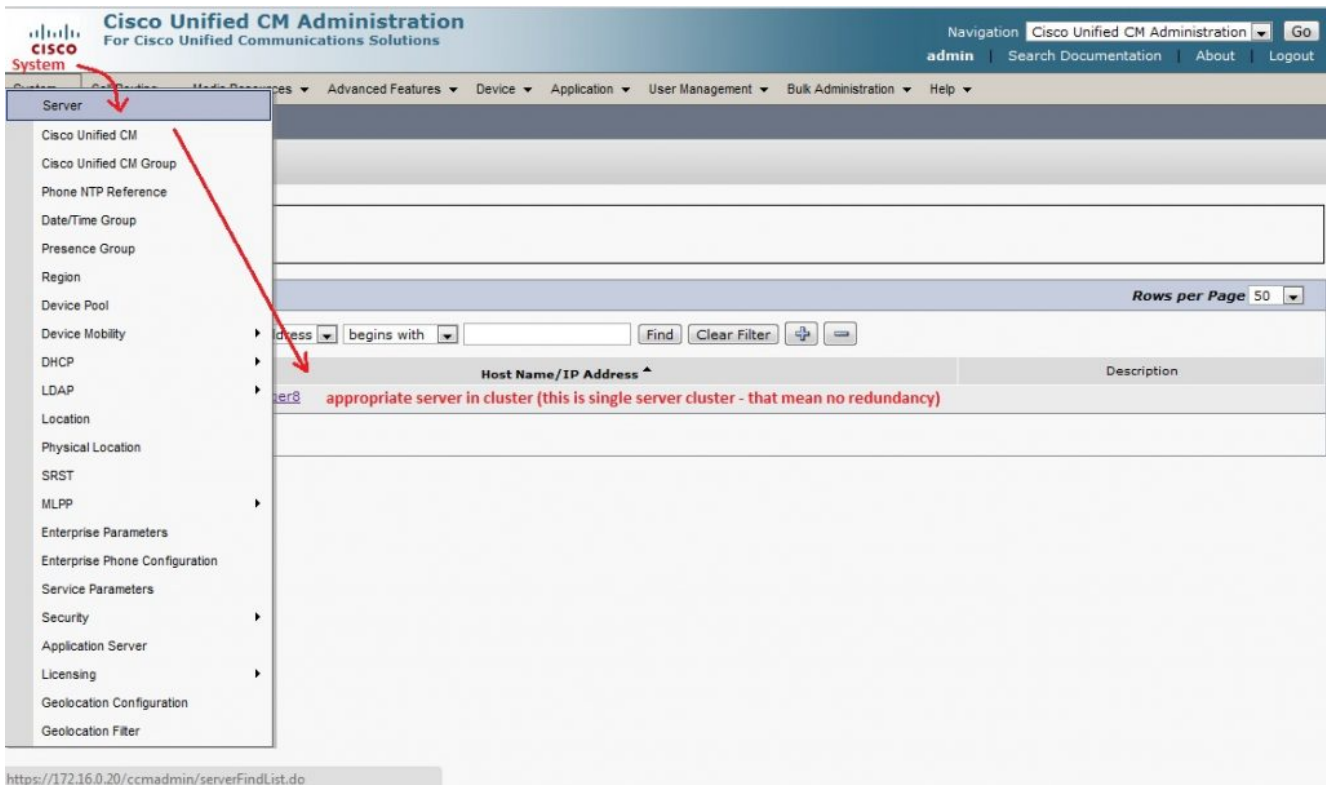 Cisco Unified CM Administration
For Cisco Unified Communications Solutions
CISCO
System
Navigation Cisco Unified CM Administration Go
admin Search Documentation About Logout
System Call Routing Media Resources Advanced Features Device Application User Management Bulk Administration Help
Server
Cisco Unified CM
Cisco Unified CM Group
Phone NTP Reference
Date/Time Group
Presence Group
Region
Device Pool
Device Mobility
DHCP
LDAP
Location
Physical Location
SRST
MLPP
Enterprise Parameters
Enterprise Phone Configuration
Service Parameters
Security
Application Server
Licensing
Geolocation Configuration
Geolocation Filter
Rows per Page 50
begins with Find Clear Filter
Host Name/IP Address Description
appropriate server in cluster (this is single server cluster - that mean no redundancy)
https://172.16.0.20/ccmadmin/serverFindList.do